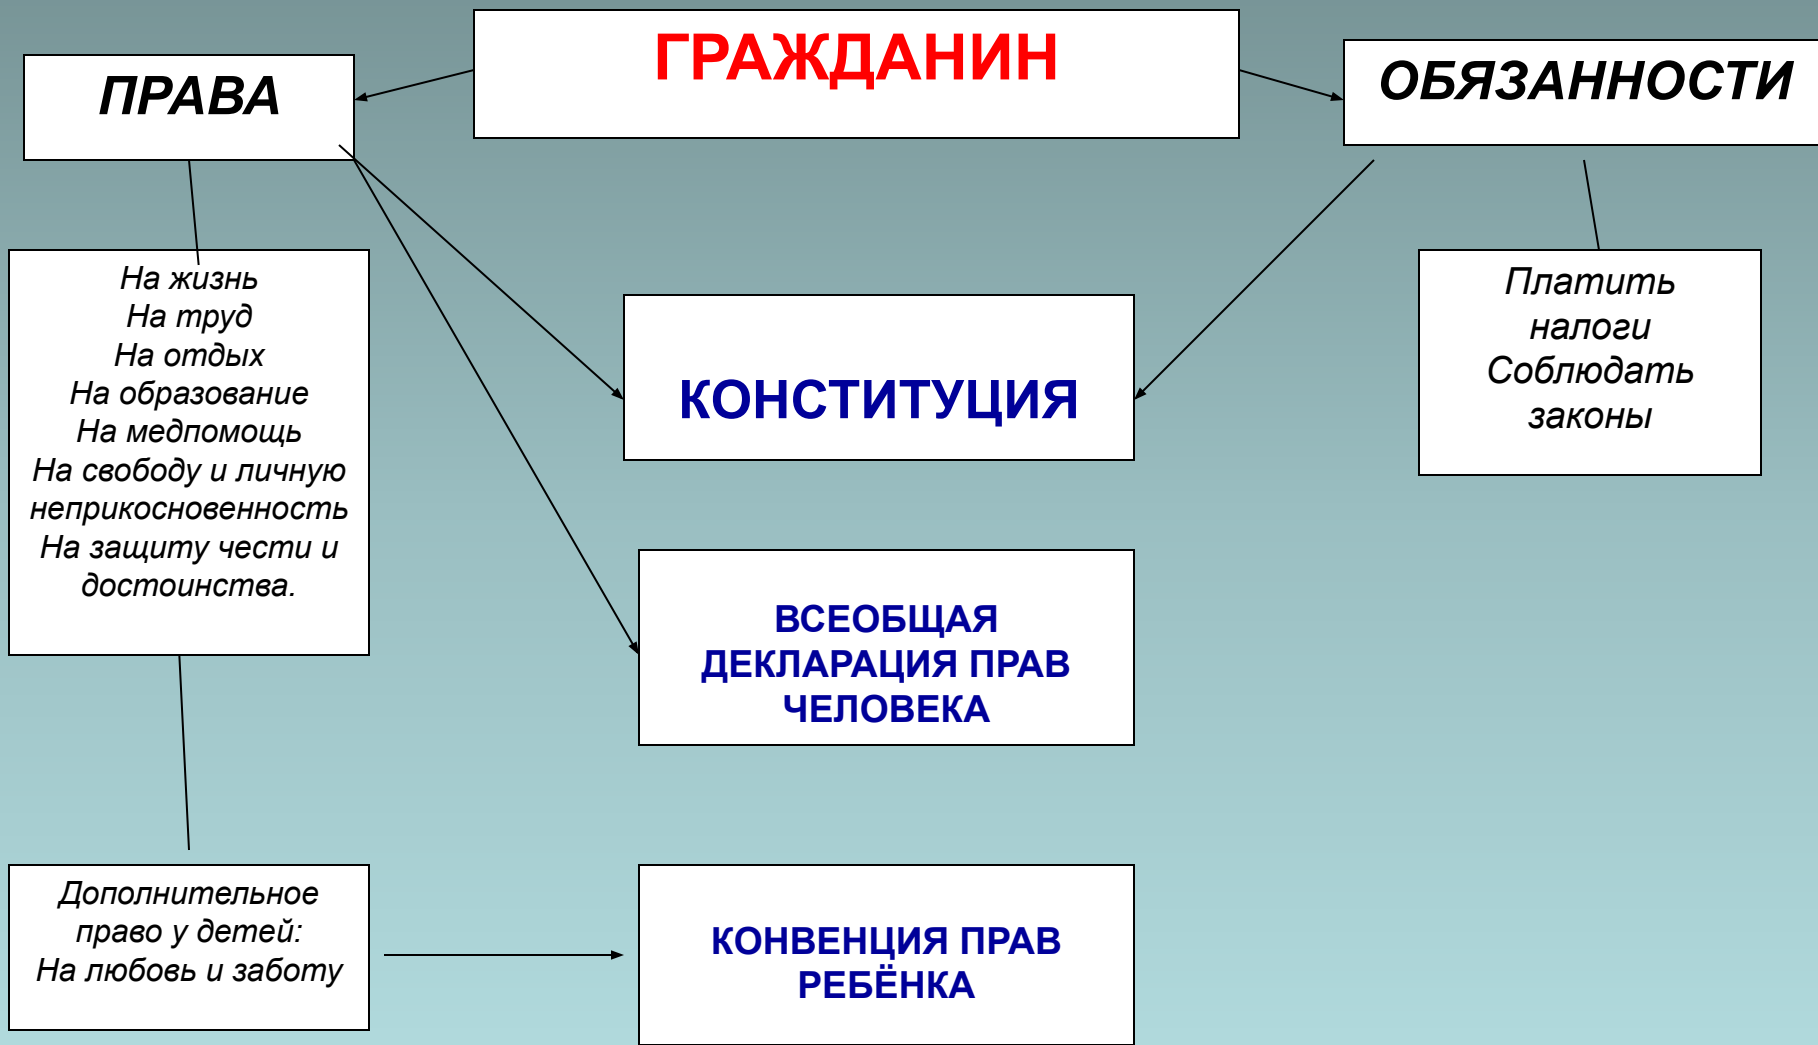 ГРАЖДАНИН
ПРАВА
ОБЯЗАННОСТИ
На жизнь
На труд
На отдых
На образование
На медпомощь
На свободу и личную
неприкосновенность
На защиту чести и
достоинства.
КОНСТИТУЦИЯ
Платить
налоги
Соблюдать
законы
ВСЕОБЩАЯ
ДЕКЛАРАЦИЯ ПРАВ
ЧЕЛОВЕКА
Дополнительное
право у детей:
На любовь и заботу
КОНВЕНЦИЯ ПРАВ
РЕБЁНКА